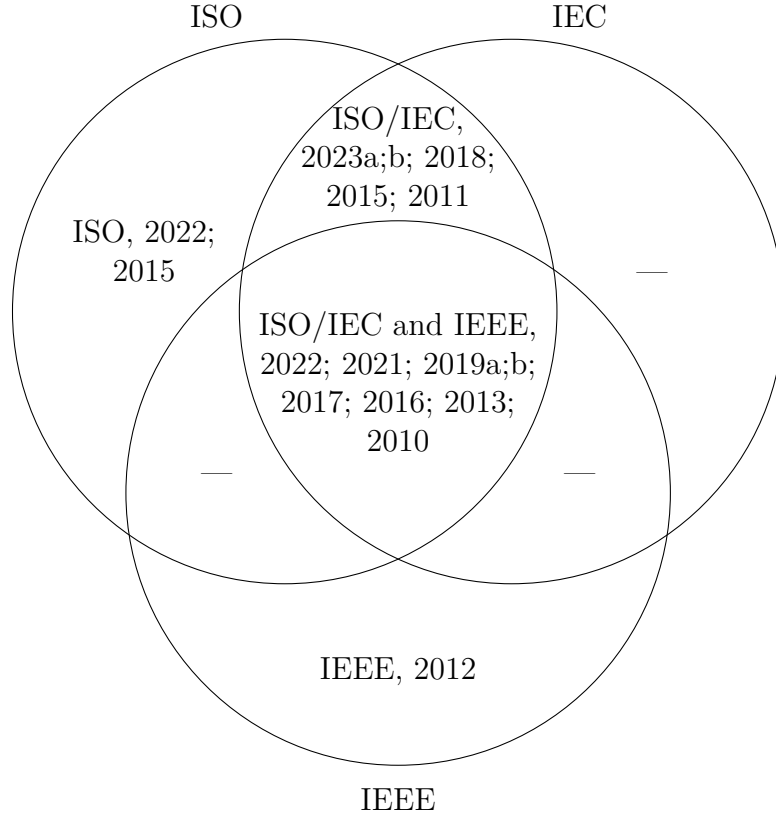 ISO
IEC
ISO/IEC,
2023a;b; 2018;
2015; 2011
ISO, 2022;
2015
—
ISO/IEC and IEEE,
2022; 2021; 2019a;b;
2017; 2016; 2013;
2010
—
—
IEEE, 2012
IEEE